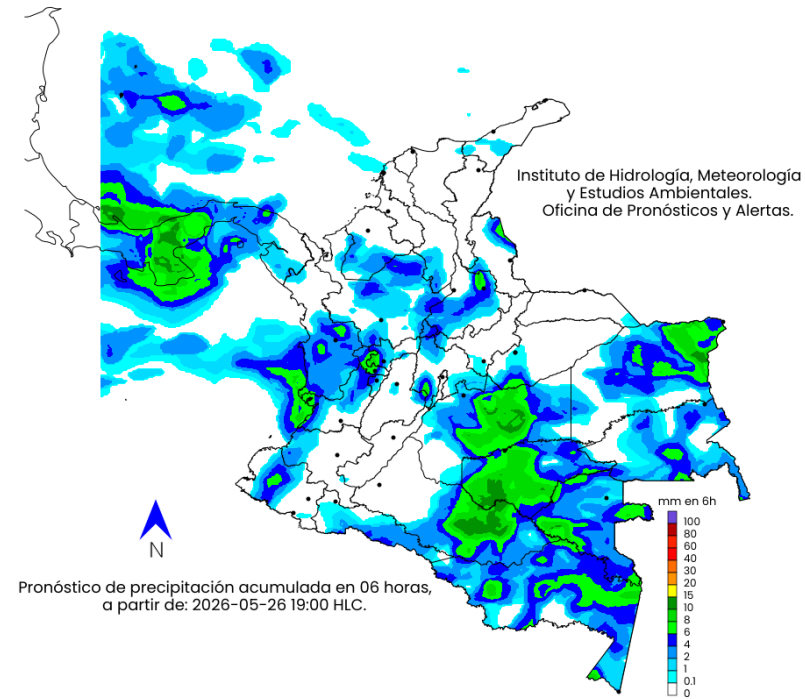 Instituto de Hidrología, Meteorología
y Estudios Ambientales.
Oficina de Pronósticos y Alertas.
mm en 6h
100
80
60
40
30
20
15
10
8
6
4
2
1
0.1
0
N
Pronóstico de precipitación acumulada en 06 horas,
a partir de: 2026-05-26 19:00 HLC.